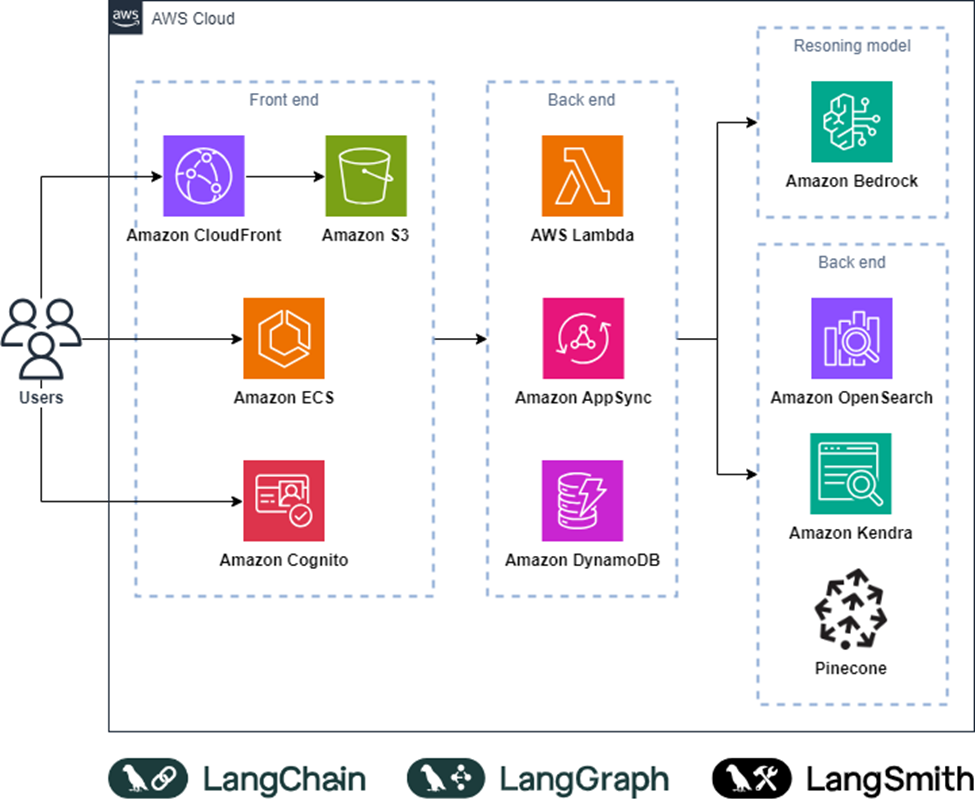 aws
AWS Cloud
Front end
Amazon CloudFront
Amazon S3
Amazon ECS
Amazon Cognito
Users
Back end
AWS Lambda
Amazon AppSync
Amazon DynamoDB
Resoning model
Amazon Bedrock
Back end
Amazon OpenSearch
Amazon Kendra
Pinecone
LangChain
LangGraph
LangSmith